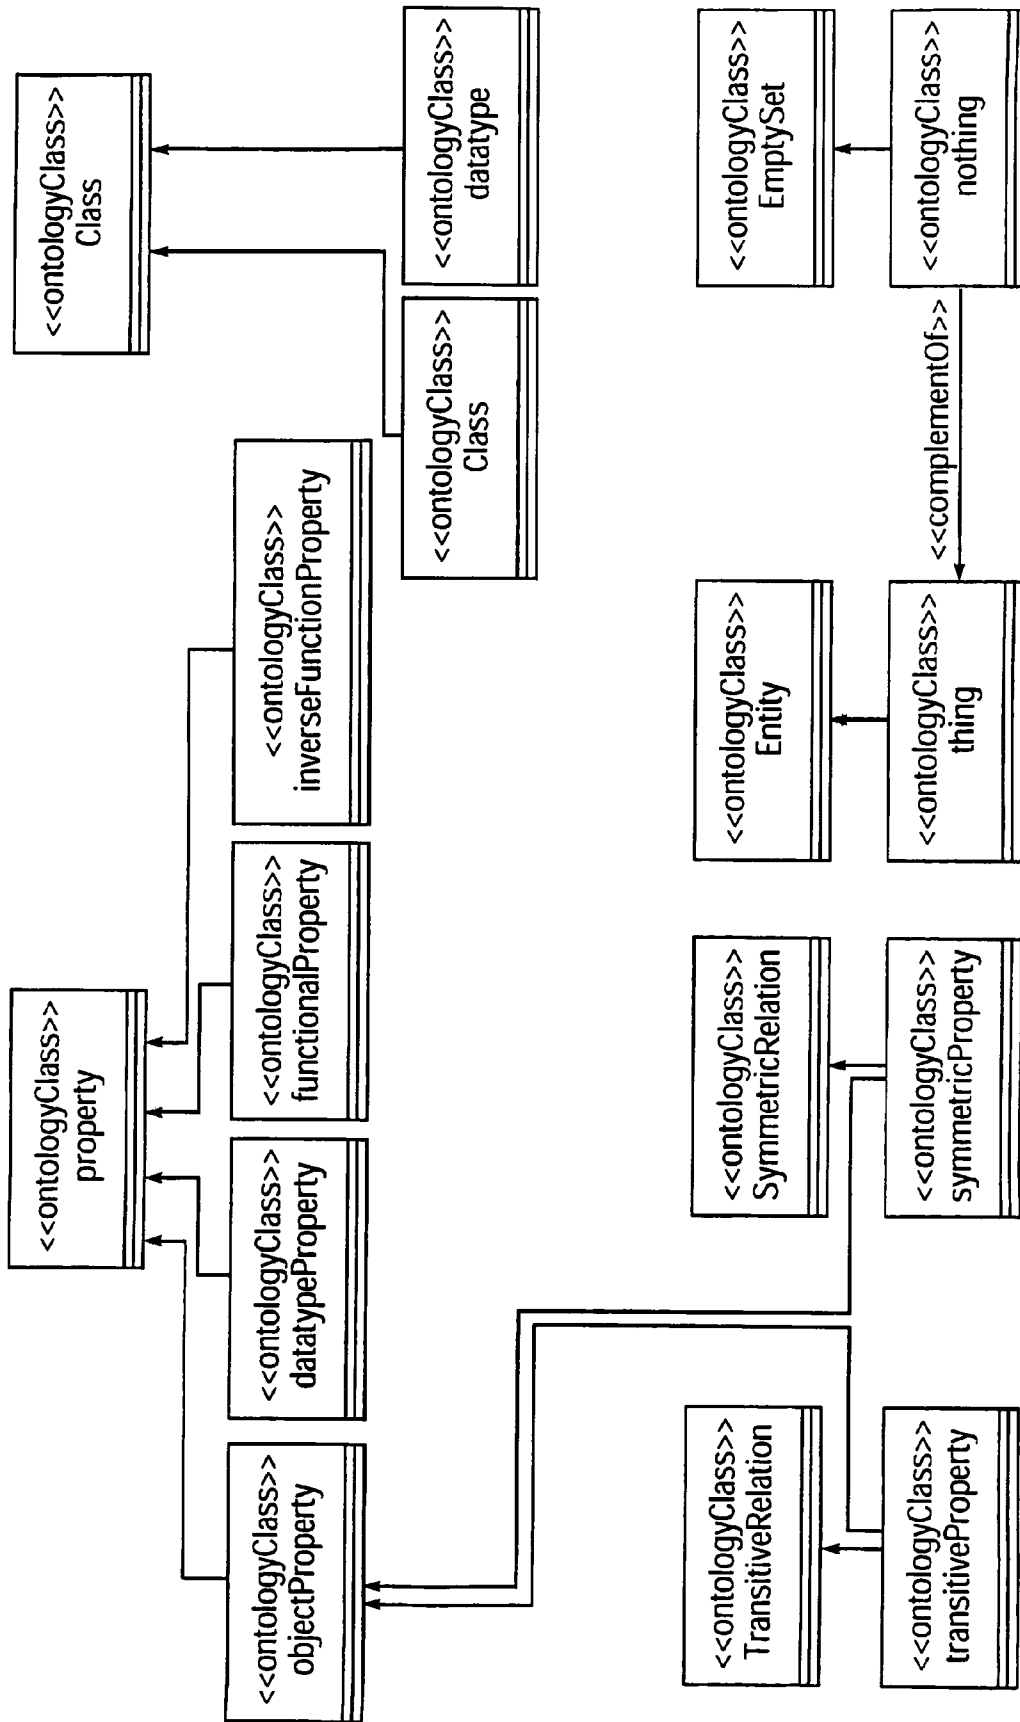 <<ontologyClass>>
property
<<ontologyClass>>
Class
<<ontologyClass>>
objectProperty
<<ontologyClass>>
datatypeProperty
<<ontologyClass>>
functionalProperty
<<ontologyClass>>
inverseFunctionProperty
<<ontologyClass>>
Class
<<ontologyClass>>
datatype
<<ontologyClass>>
TransitiveRelation
<<ontologyClass>>
SymmetricRelation
<<ontologyClass>>
Entity
<<ontologyClass>>
EmptySet
<<ontologyClass>>
transitiveProperty
<<ontologyClass>>
symmetricProperty
<<ontologyClass>>
thing
<<complementOf>>
<<ontologyClass>>
nothing